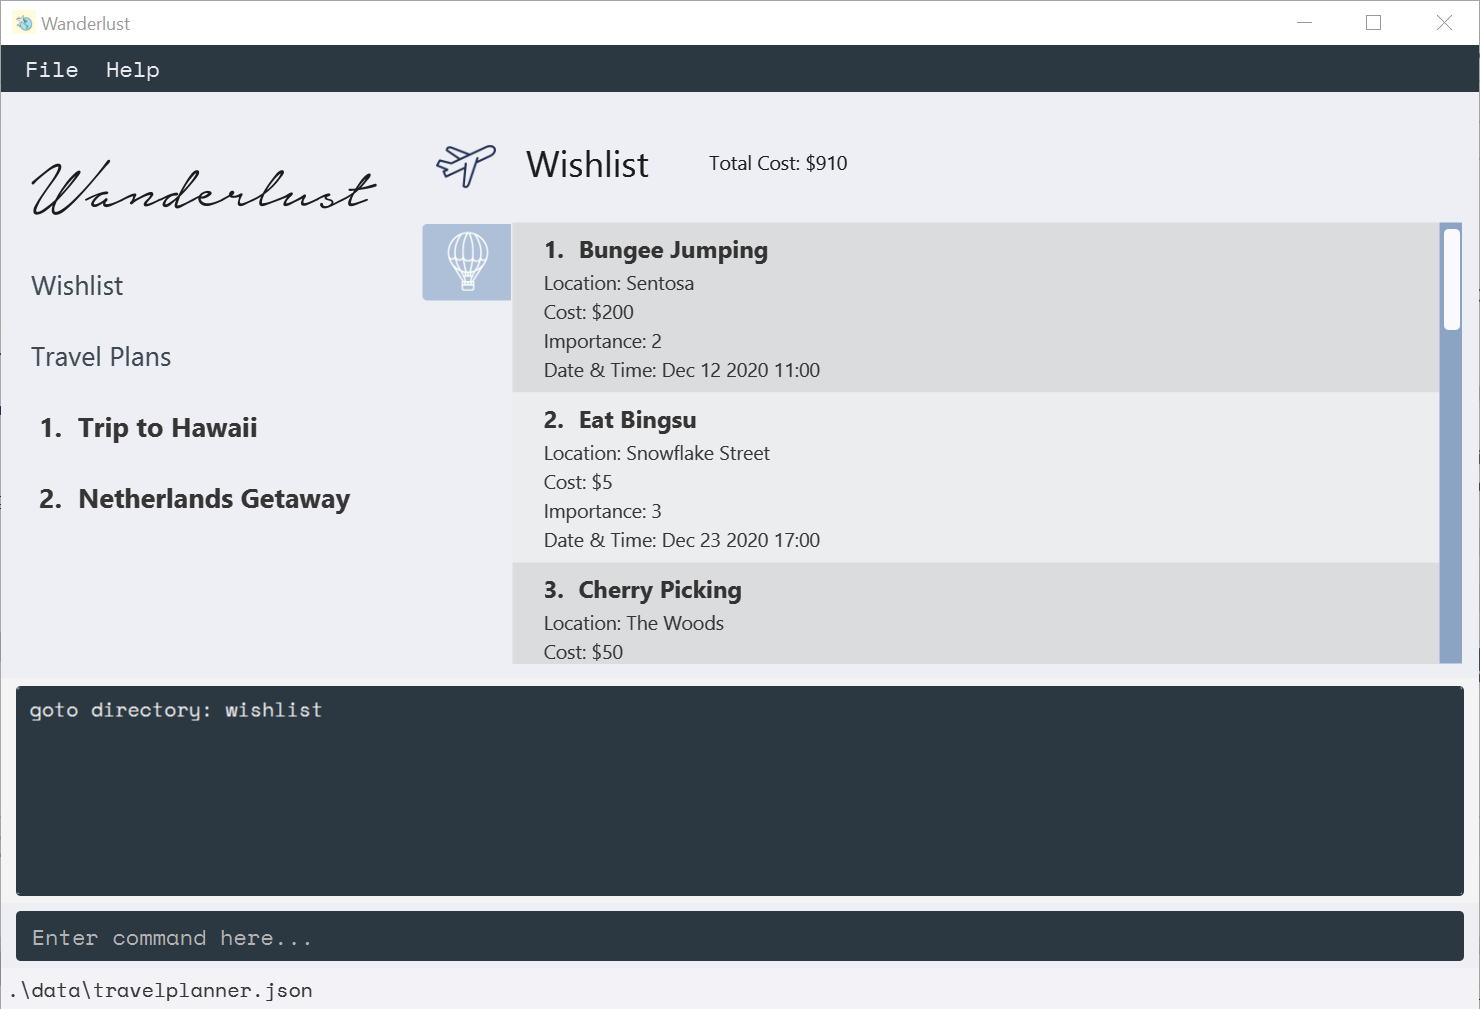 Wanderlust
File Help
Wanderlust
Wishlist
Travel Plans
1. Trip to Hawaii
2. Netherlands Getaway
Wishlist Total Cost: $910
1. Bungee Jumping
Location: Sentosa
Cost: $200
Importance: 2
Date & Time: Dec 12 2020 11:00
2. Eat Bingsu
Location: Snowflake Street
Cost: $5
Importance: 3
Date & Time: Dec 23 2020 17:00
3. Cherry Picking
Location: The Woods
Cost: $50
goto directory: wishlist
Enter command here...
.\data\travelplanner.json